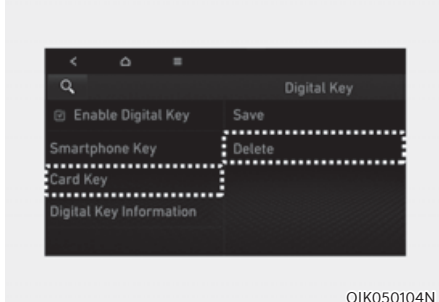 Digital Key
Enable Digital Key
Save
Smartphone Key
Delete
Card Key
Digital Key Information
OIK050104N